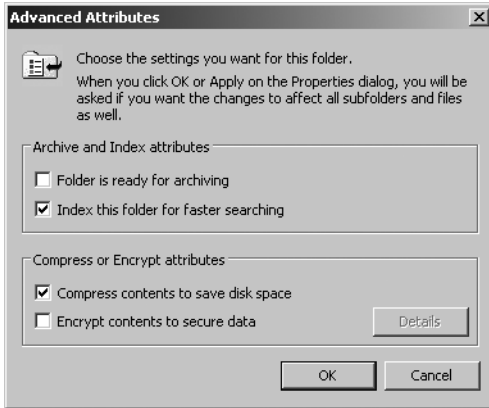 Advanced Attributes
Choose the settings you want for this folder.
When you click OK or Apply on the Properties dialog, you will be
asked if you want the changes to affect all subfolders and files
as well.
Archive and Index attributes
Folder is ready for archiving
Index this folder for faster searching
Compress or Encrypt attributes
Compress contents to save disk space
Encrypt contents to secure data
Details
OK
Cancel